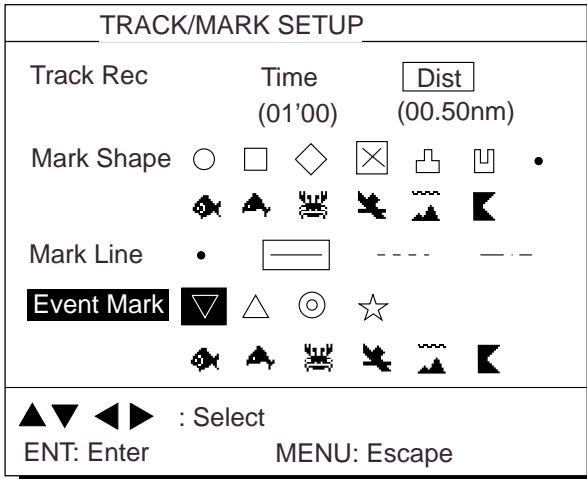 TRACK/MARK SETUP
Track Rec Time Dist
(01'00) (00.50nm)
Mark Shape
Mark Line
Event Mark
: Select
ENT: Enter MENU: Escape